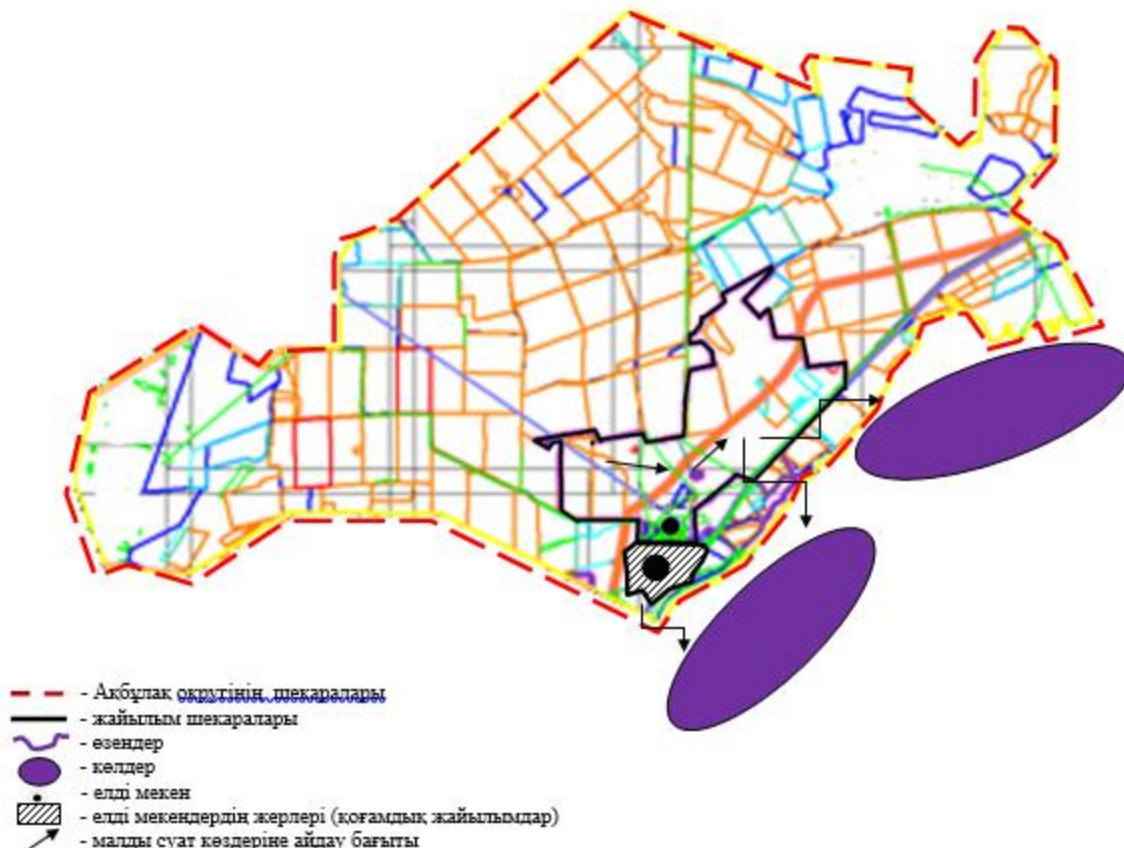 - Ақбұлақ округінің шекаралары
- жайылым шекаралары
- өзендер
- көлдер
- елді мекен
- елді мекендердің жерлері (қоғамдық жайылымдар)
- малды суат көздеріне айдау бағыты